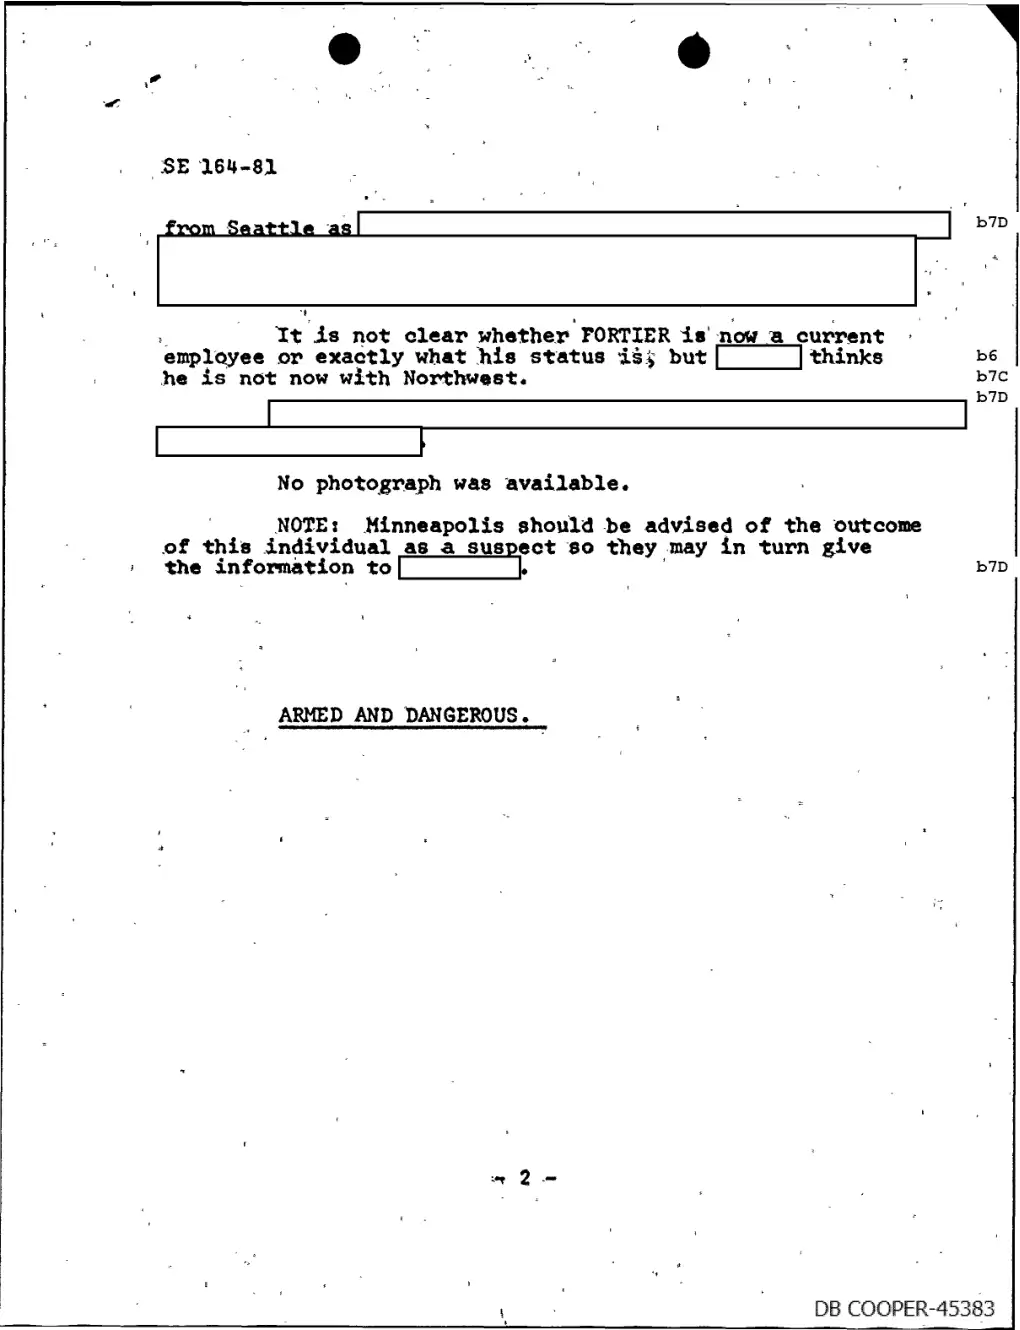 SE 164-81
from Seattle as
b7D
It is not clear whether FORTIER is now a current
employee or exactly what his status is, but thinks
b6
he is not now with Northwest.
b7C
b7D
.
No photograph was available.
NOTE: Minneapolis should be advised of the outcome
of this individual as a suspect so they may in turn give
the information to .
b7D
ARMED AND DANGEROUS.
- 2 -
DB COOPER-45383